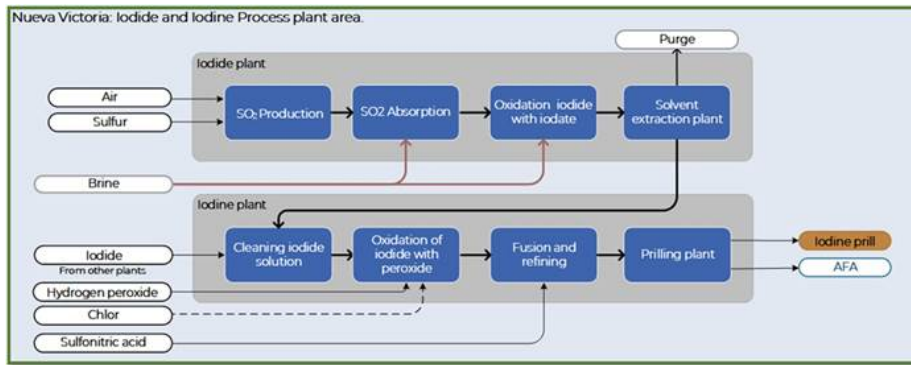 Nueva Victoria: Iodide and Iodine Process plant area.
Purge
Iodide plant
Air
Sulfur
SO₂ Production
SO2 Absorption
Oxidation iodide
with iodate
Solvent
extraction plant
Brine
Iodine plant
Iodide
From other plants
Cleaning iodide
solution
Oxidation of
iodide with
peroxide
Fusion and
refining
Prilling plant
Iodine prill
AFA
Hydrogen peroxide
Chlor
Sulfonitric acid